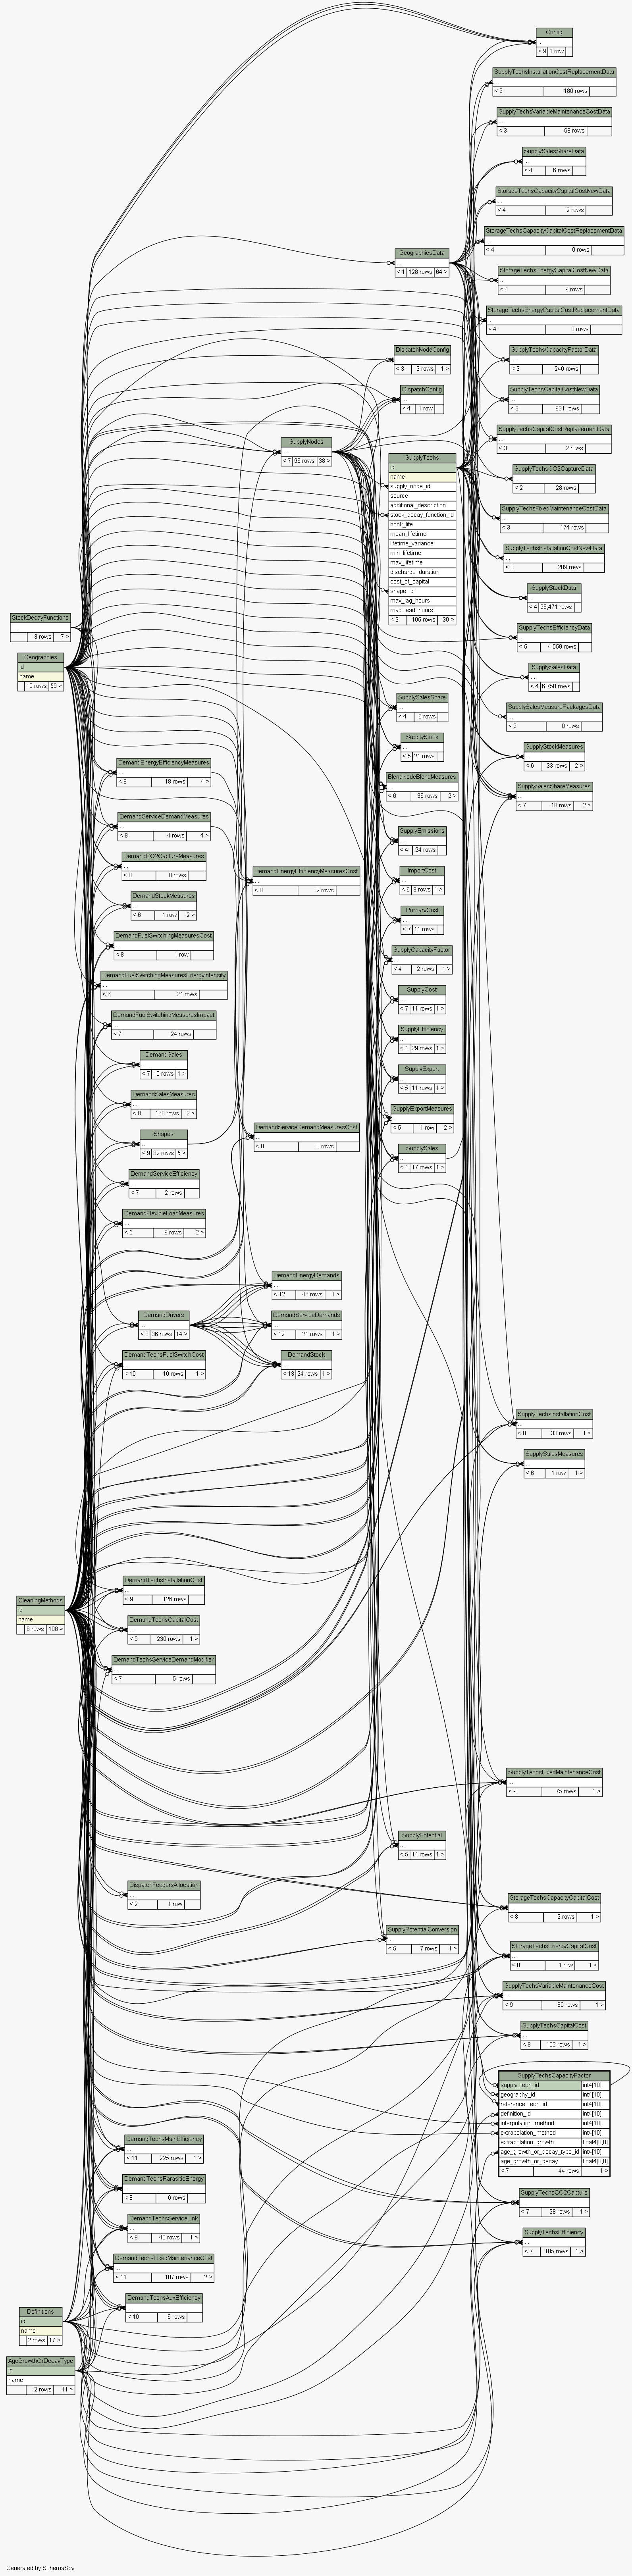 Config
...
< 9 1 row
SupplyTechsInstallationCostReplacementData
...
< 3 180 rows
SupplyTechsVariableMaintenanceCostData
...
< 3 68 rows
SupplySalesShareData
...
< 4 6 rows
StorageTechsCapacityCapitalCostNewData
...
< 4 2 rows
StorageTechsCapacityCapitalCostReplacementData
...
< 4 0 rows
GeographiesData
...
< 1 128 rows 64 >
StorageTechsEnergyCapitalCostNewData
...
< 4 9 rows
StorageTechsEnergyCapitalCostReplacementData
...
< 4 0 rows
DispatchNodeConfig
...
< 3 3 rows 1 >
SupplyTechsCapacityFactorData
...
< 3 240 rows
DispatchConfig
...
< 4 1 row
SupplyTechsCapitalCostNewData
...
< 3 931 rows
SupplyTechsCapitalCostReplacementData
...
< 3 2 rows
SupplyNodes
...
< 7 96 rows 38 >
SupplyTechs
id
name
supply_node_id
source
additional_description
stock_decay_function_id
book_life
mean_lifetime
lifetime_variance
min_lifetime
max_lifetime
discharge_duration
cost_of_capital
shape_id
max_lag_hours
max_lead_hours
< 3 105 rows 30 >
SupplyTechsCO2CaptureData
...
< 2 28 rows
SupplyTechsFixedMaintenanceCostData
...
< 3 174 rows
SupplyTechsInstallationCostNewData
...
< 3 209 rows
SupplyStockData
...
< 4 26,471 rows
StockDecayFunctions
...
3 rows 7 >
SupplyTechsEfficiencyData
...
< 5 4,559 rows
Geographies
id
name
10 rows 59 >
SupplySalesData
...
< 4 6,750 rows
SupplySalesShare
...
< 4 6 rows
SupplySalesMeasurePackagesData
...
< 2 0 rows
SupplyStock
...
< 5 21 rows
SupplyStockMeasures
...
< 6 33 rows 2 >
DemandEnergyEfficiencyMeasures
...
< 8 18 rows 4 >
BlendNodeBlendMeasures
...
< 6 36 rows 2 >
SupplySalesShareMeasures
...
< 7 18 rows 2 >
DemandServiceDemandMeasures
...
< 8 4 rows 4 >
SupplyEmissions
...
< 4 24 rows
DemandCO2CaptureMeasures
...
< 8 0 rows
DemandEnergyEfficiencyMeasuresCost
...
< 8 2 rows
ImportCost
...
< 8 9 rows 1 >
DemandStockMeasures
...
< 6 1 row 2 >
PrimaryCost
...
< 7 11 rows
DemandFuelSwitchingMeasuresCost
...
< 8 1 row
SupplyCapacityFactor
...
< 4 2 rows 1 >
DemandFuelSwitchingMeasuresEnergyIntensity
...
< 6 24 rows
SupplyCost
...
< 7 11 rows 1 >
DemandFuelSwitchingMeasuresImpact
...
< 7 24 rows
SupplyEfficiency
...
< 4 29 rows 1 >
DemandSales
...
< 7 10 rows 1 >
SupplyExport
...
< 5 11 rows 1 >
DemandSalesMeasures
...
< 8 168 rows 2 >
SupplyExportMeasures
...
< 5 1 row 2 >
Shapes
...
< 9 32 rows 5 >
DemandServiceDemandMeasuresCost
...
< 8 0 rows
SupplySales
...
< 4 17 rows 1 >
DemandServiceEfficiency
...
< 7 2 rows
DemandFlexibleLoadMeasures
...
< 5 9 rows 2 >
DemandEnergyDemands
...
< 12 46 rows 1 >
DemandDrivers
...
< 8 36 rows 14 >
DemandServiceDemands
...
< 12 21 rows 1 >
DemandTechsFuelSwitchCost
...
< 10 10 rows 1 >
DemandStock
...
< 13 24 rows 1 >
SupplyTechsInstallationCost
...
< 8 33 rows 1 >
SupplySalesMeasures
...
< 6 1 row 1 >
DemandTechsInstallationCost
...
< 9 126 rows
CleaningMethods
id
name
8 rows 108 >
DemandTechsCapitalCost
...
< 9 230 rows 1 >
DemandTechsServiceDemandModifier
...
< 7 5 rows
SupplyTechsFixedMaintenanceCost
...
< 9 75 rows 1 >
SupplyPotential
...
< 5 14 rows 1 >
DispatchFeedersAllocation
...
< 2 1 row
StorageTechsCapacityCapitalCost
...
< 8 2 rows 1 >
SupplyPotentialConversion
...
< 5 7 rows 1 >
StorageTechsEnergyCapitalCost
...
< 8 1 row 1 >
SupplyTechsVariableMaintenanceCost
...
< 9 80 rows 1 >
SupplyTechsCapitalCost
...
< 8 102 rows 1 >
SupplyTechsCapacityFactor
supply_tech_id int4[10]
geography_id int4[10]
reference_tech_id int4[10]
definition_id int4[10]
interpolation_method int4[10]
extrapolation_method int4[10]
extrapolation_growth float4[8,8]
age_growth_or_decay_type_id int4[10]
age_growth_or_decay float4[8,8]
< 7 44 rows 1 >
DemandTechsMainEfficiency
...
< 11 225 rows 1 >
DemandTechsParasiticEnergy
...
< 8 6 rows
SupplyTechsCO2Capture
...
< 7 28 rows 1 >
DemandTechsServiceLink
...
< 9 40 rows 1 >
SupplyTechsEfficiency
...
< 7 105 rows 1 >
DemandTechsFixedMaintenanceCost
...
< 11 187 rows 2 >
DemandTechsAuxEfficiency
...
< 10 6 rows
Definitions
id
name
2 rows 17 >
AgeGrowthOrDecayType
id
name
2 rows 11 >
Generated by SchemaSpy